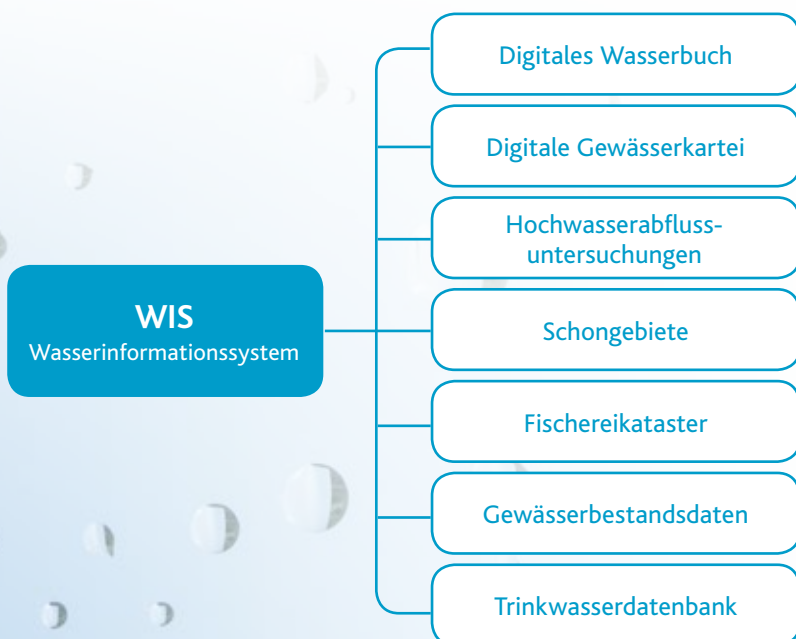 WIS
Wasserinformationssystem
Digitales Wasserbuch
Digitale Gewässerkartei
Hochwasserabfluss-
untersuchungen
Schongebiete
Fischereikataster
Gewässerbestandsdaten
Trinkwasserdatenbank